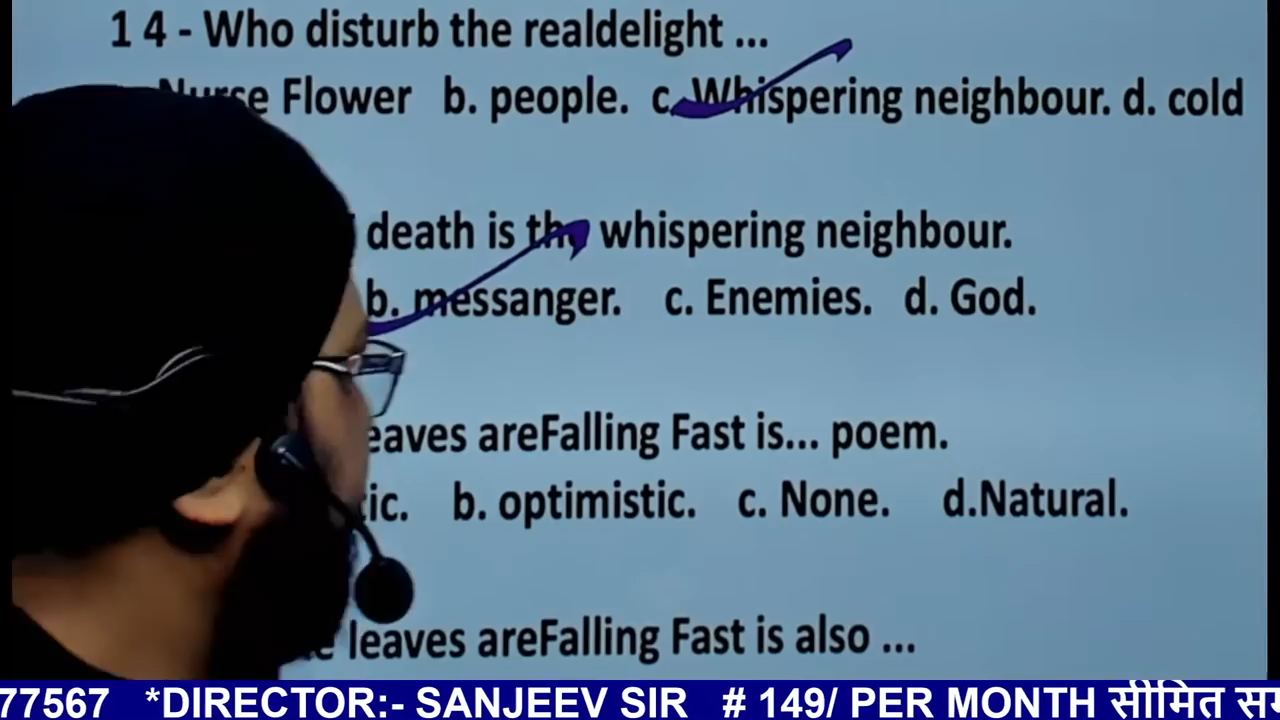 1 4 - Who disturb the realdelight ...
Nurse Flower b. people. c. Whispering neighbour. d. cold
death is the whispering neighbour.
b. messanger. c. Enemies. d. God.
eaves areFalling Fast is... poem.
tic. b. optimistic. c. None. d.Natural.
leaves areFalling Fast is also ...
77567 *DIRECTOR:- SANJEEV SIR # 149/ PER MONTH सीमित